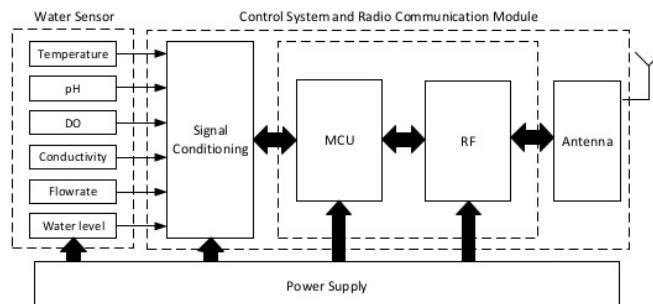 Water Sensor
Control System and Radio Communication Module
Temperature
pH
DO
Conductivity
Flowrate
Water level
Signal
Conditioning
MCU
RF
Antenna
Power Supply